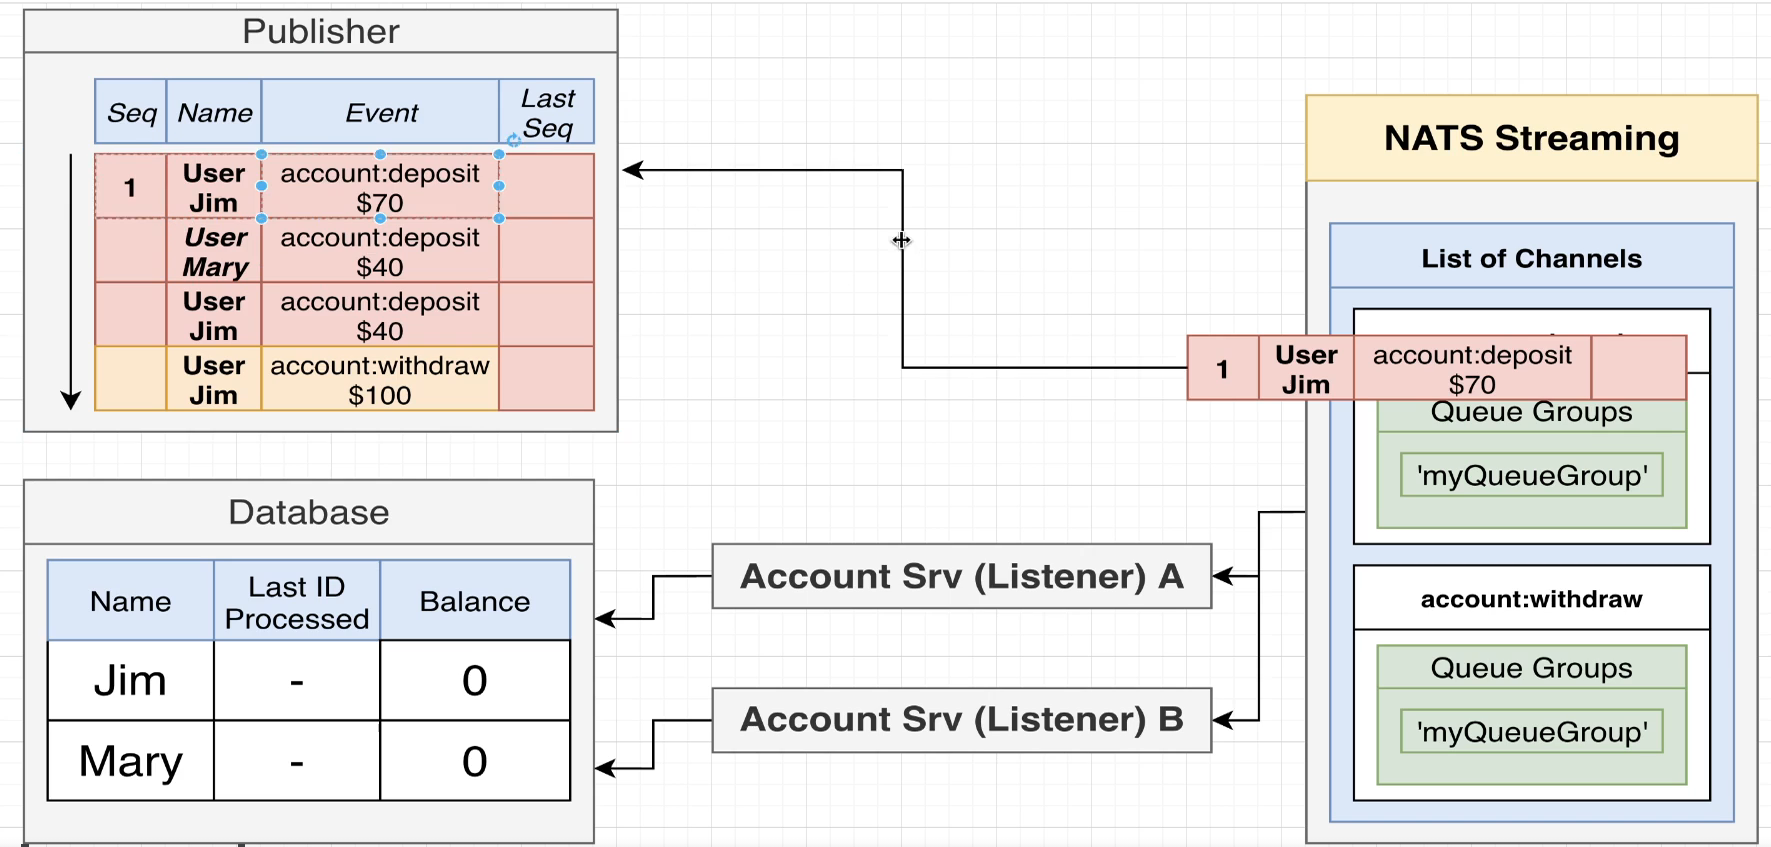 Publisher
Seq Name Event Last
Seq
1 User account:deposit
Jim $70
User account:deposit
Mary $40
User account:deposit
Jim $40
User account:withdraw
Jim $100
Database
Name Last ID Balance
Processed
Jim - 0
Mary - 0
Account Srv (Listener) A
Account Srv (Listener) B
NATS Streaming
List of Channels
1 User account:deposit
Jim $70
Queue Groups
'myQueueGroup'
account:withdraw
Queue Groups
'myQueueGroup'